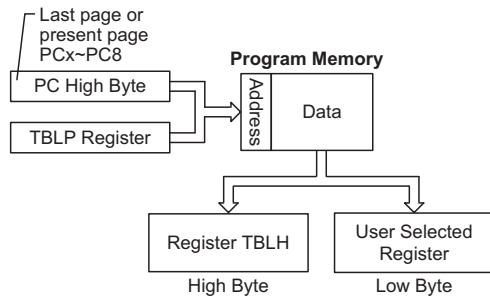 Last page or
present page
PCx~PC8
Program Memory
PC High Byte
TBLP Register
Address
Data
Register TBLH
User Selected
Register
High Byte
Low Byte